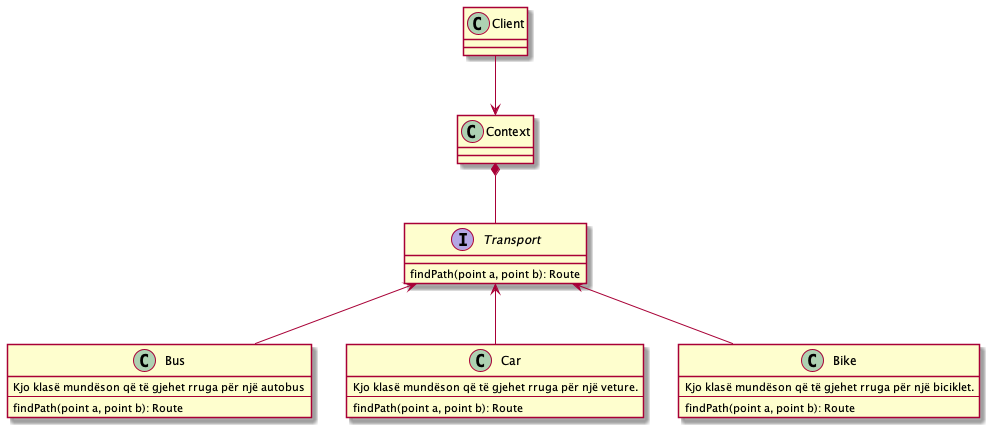 C Client
C Context
I Transport
findPath(point a, point b): Route
C Bus
Kjo klasë mundëson që të gjehet rruga për një autobus
findPath(point a, point b): Route
C Car
Kjo klasë mundëson që të gjehet rruga për një veture.
findPath(point a, point b): Route
C Bike
Kjo klasë mundëson që të gjehet rruga për një biciklet.
findPath(point a, point b): Route